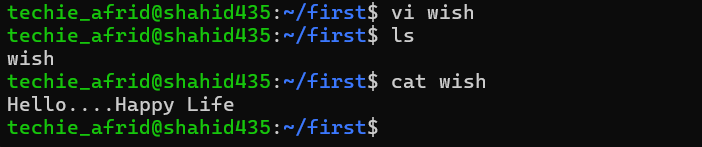 techie_afrid@shahid435:~/first$ vi wish
techie_afrid@shahid435:~/first$ ls
wish
techie_afrid@shahid435:~/first$ cat wish
Hello....Happy Life
techie_afrid@shahid435:~/first$